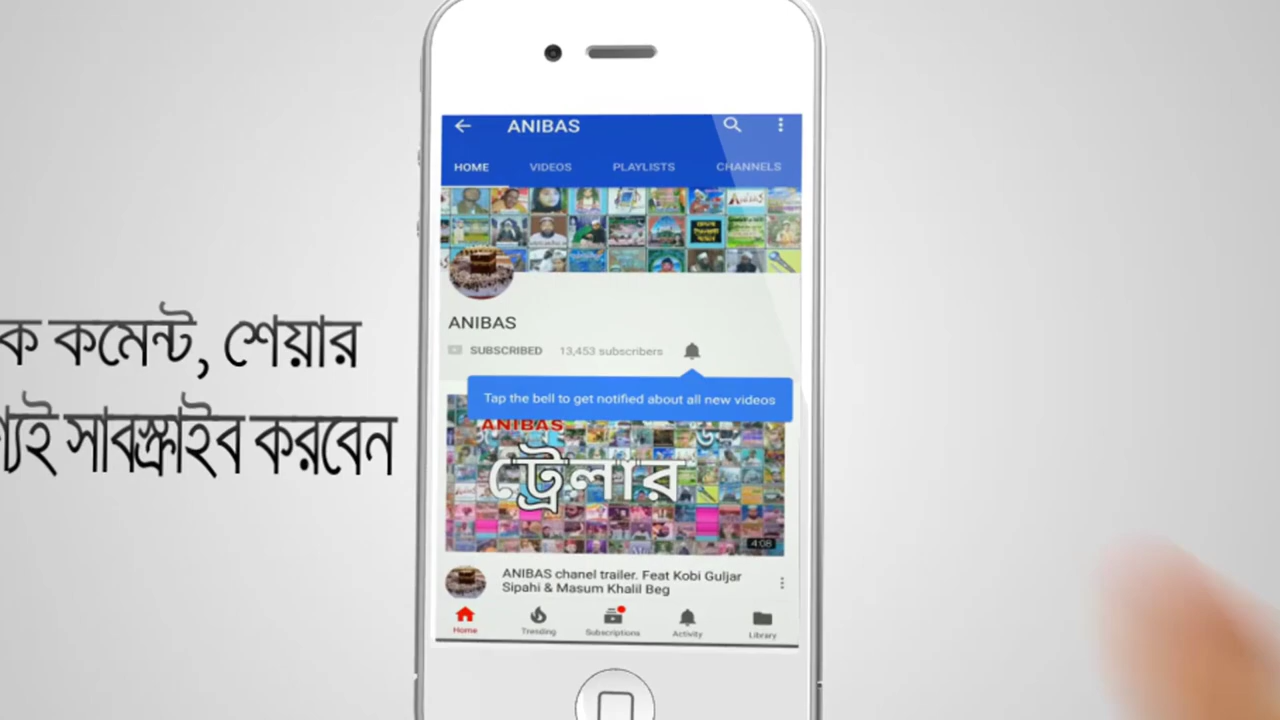 ANIBAS
HOME VIDEOS PLAYLISTS CHANNELS
ANIBAS
SUBSCRIBED 13,453 subscribers
Tap the bell to get notified about all new videos
ANIBAS
ট্রেলার
4:08
ANIBAS chanel trailer. Feat Kobi Guljar
Sipahi & Masum Khalil Beg
Home Trending Subscriptions Activity Library
কমেন্ট, শেয়ার
সাবস্ক্রাইব করবেন